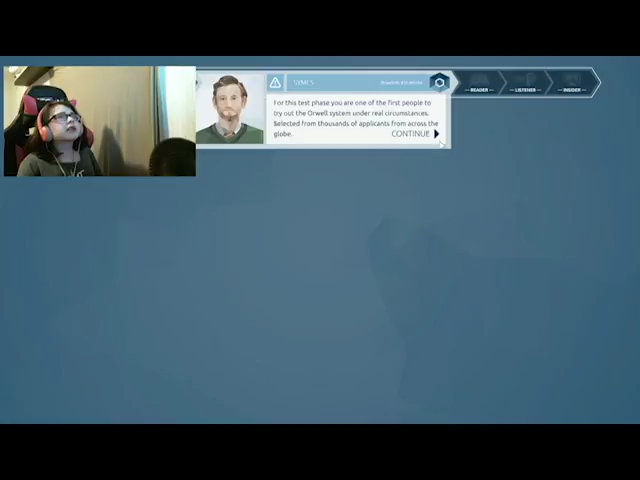 SYMES
READER
LISTENER
INSIDER
For this test phase you are one of the first people to
try out the Orwell system under real circumstances.
Selected from thousands of applicants from across the
globe.
CONTINUE